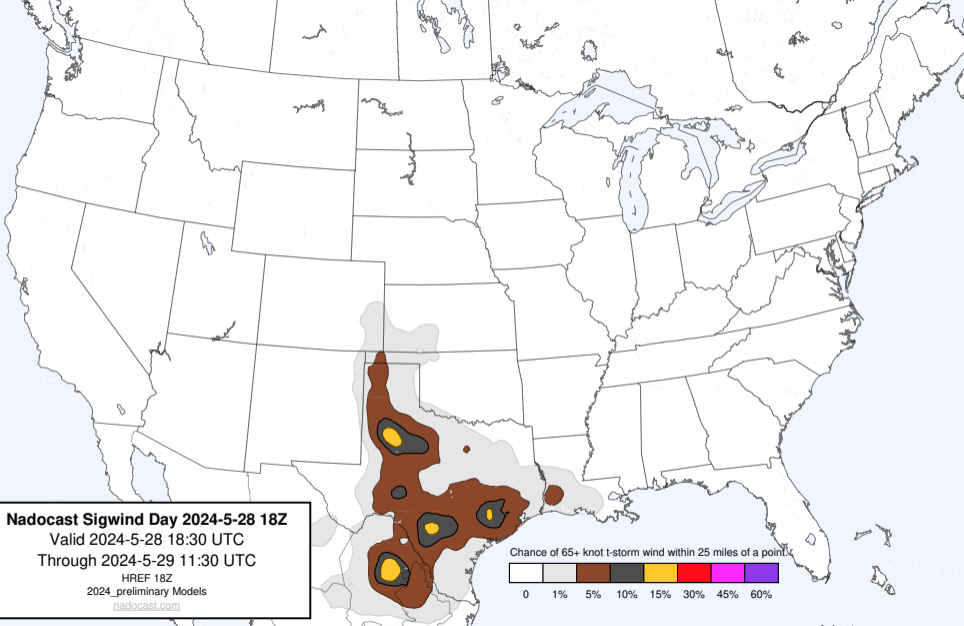 Nadocast Sigwind Day 2024-5-28 18Z
Valid 2024-5-28 18:30 UTC
Through 2024-5-29 11:30 UTC
HREF 18Z
2024_preliminary Models
nadocast.com
Chance of 65+ knot t-storm wind within 25 miles of a point.
0 1% 5% 10% 15% 30% 45% 60%